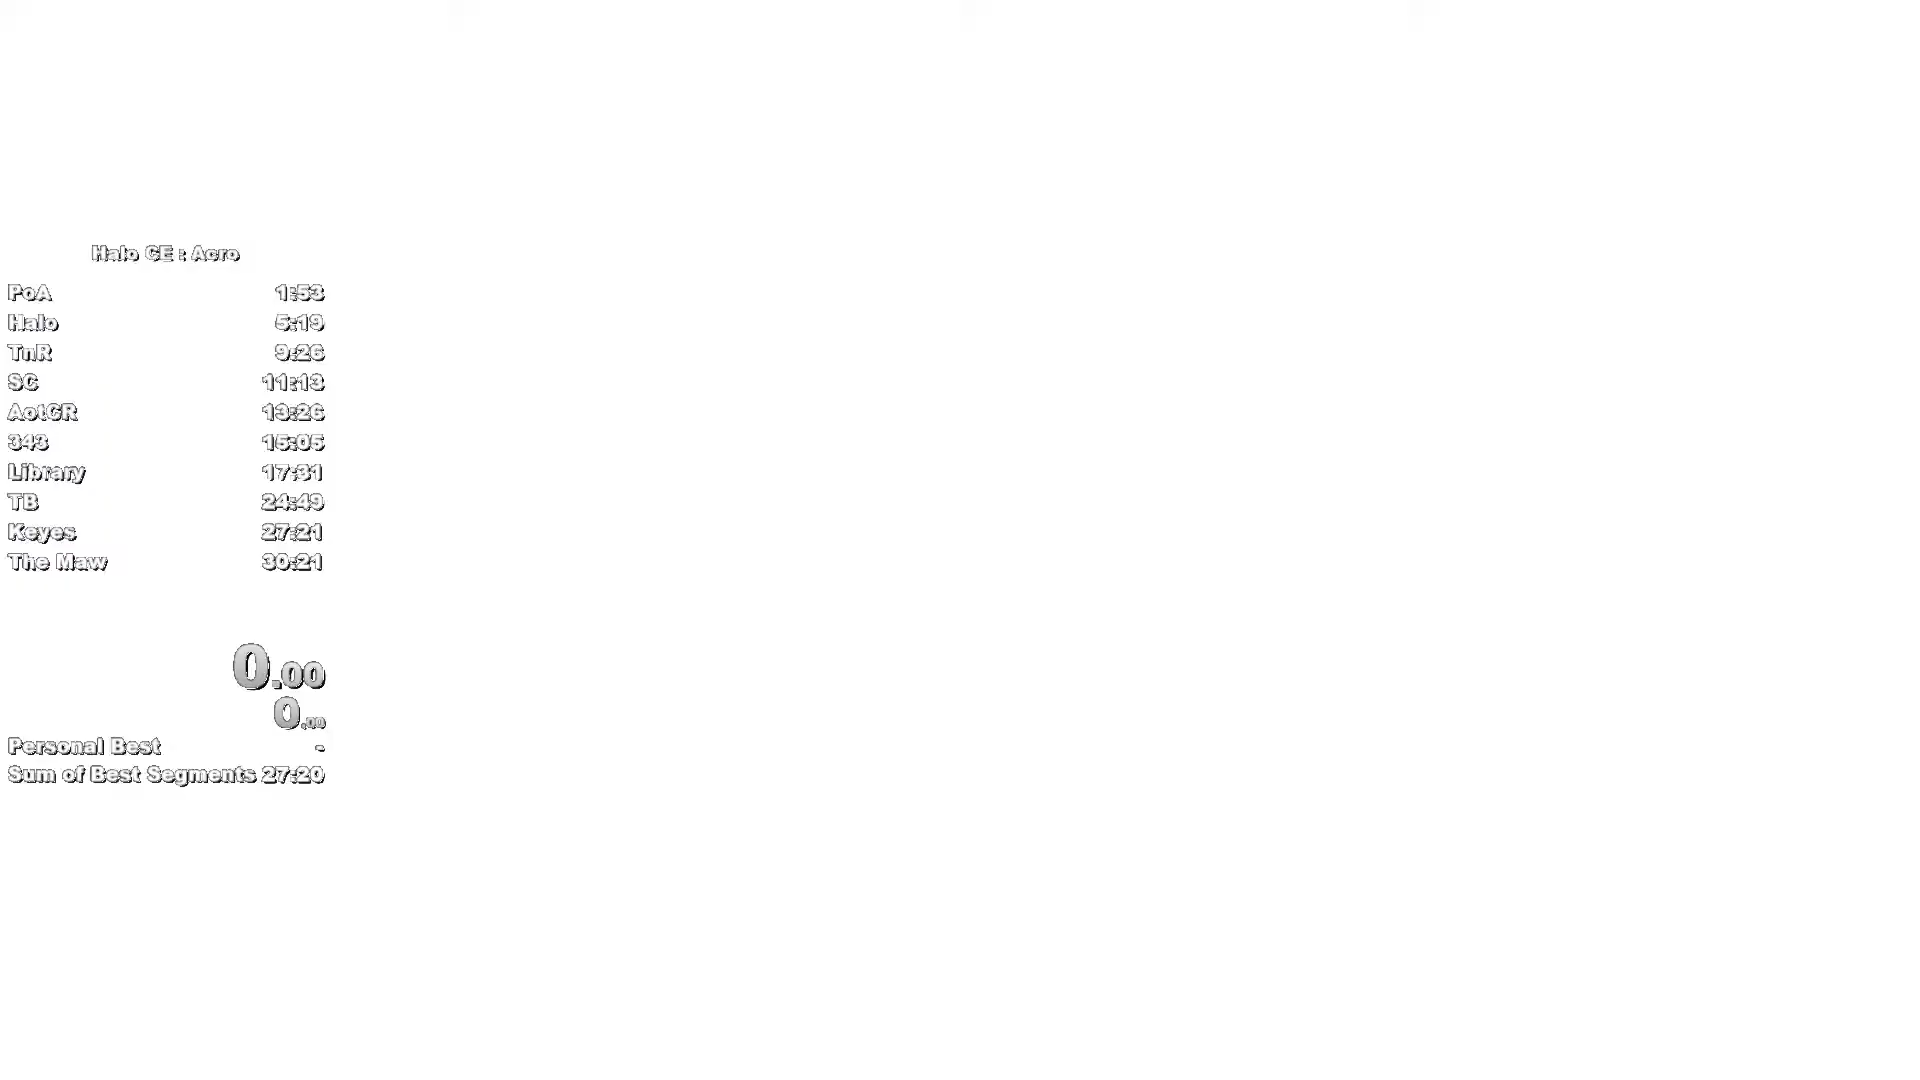 Halo CE : Acro
PoA 1:53
Halo 5:19
TnR 9:26
SC 11:13
AotCR 13:26
343 15:05
Library 17:31
TB 24:49
Keyes 27:21
The Maw 30:21
0.00
0.00
Personal Best -
Sum of Best Segments 27:20